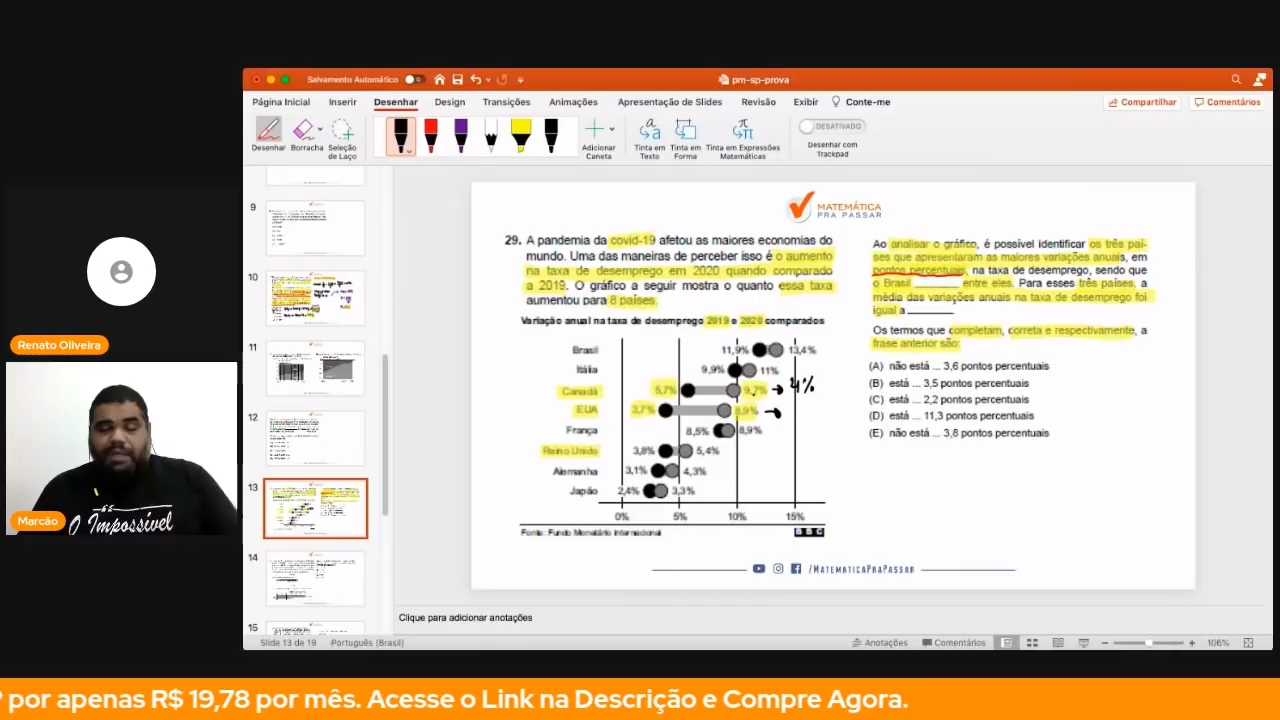 Salvamento Automático
pm-sp-prova
Página Inicial Inserir Desenhar Design Transições Animações Apresentação de Slides Revisão Exibir Conte-me
Compartilhar Comentários
Desenhar
Borracha
Seleção de Laço
Adicionar Caneta
Tinta em Texto
Tinta em Forma
Tinta em Expressões Matemáticas
DESATIVADO
Desenhar com Trackpad
9
10
11
12
13
14
15
MATEMÁTICA
PRA PASSAR
29. A pandemia da covid-19 afetou as maiores economias do
mundo. Uma das maneiras de perceber isso é o aumento
na taxa de desemprego em 2020 quando comparado
a 2019. O gráfico a seguir mostra o quanto essa taxa
aumentou para 8 países.
Variação anual na taxa de desemprego 2019 e 2020 comparados
Brasil 11,9% 13,4%
Itália 9,9% 11%
Canadá 5,7% 9,7% 4%
EUA 3,7% 8,9%
França 8,5% 8,9%
Reino Unido 3,8% 5,4%
Alemanha 3,1% 4,3%
Japão 2,4% 3,3%
0% 5% 10% 15%
Fonte: Fundo Monetário Internacional
BBC
Ao analisar o gráfico, é possível identificar os três paí-
ses que apresentaram as maiores variações anuais, em
pontos percentuais, na taxa de desemprego, sendo que
o Brasil ________ entre eles. Para esses três países, a
média das variações anuais na taxa de desemprego foi
igual a ________.
Os termos que completam, correta e respectivamente, a
frase anterior são:
(A) não está ... 3,6 pontos percentuais
(B) está ... 3,5 pontos percentuais
(C) está ... 2,2 pontos percentuais
(D) está ... 11,3 pontos percentuais
(E) não está ... 3,8 pontos percentuais
/MATEMATICAPRAPASSAR
Clique para adicionar anotações
Slide 13 de 19 Português (Brasil)
Anotações Comentários
106%
Renato Oliveira
Marcão
O Impossível
por apenas R$ 19,78 por mês. Acesse o Link na Descrição e Compre Agora.